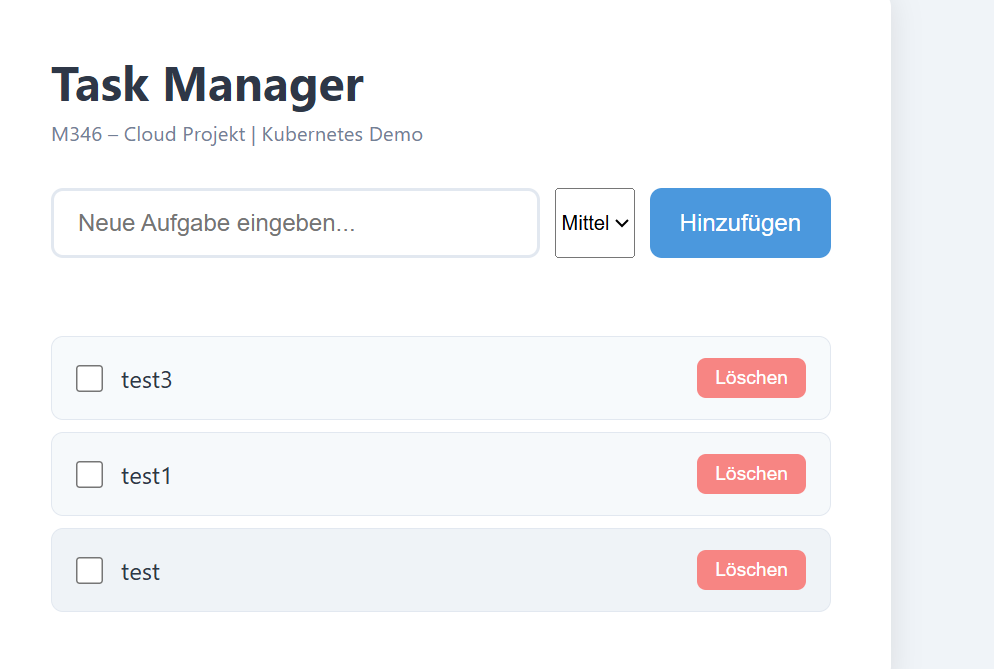 Task Manager
M346 – Cloud Projekt | Kubernetes Demo
Neue Aufgabe eingeben...
Mittel
Hinzufügen
test3
Löschen
test1
Löschen
test
Löschen